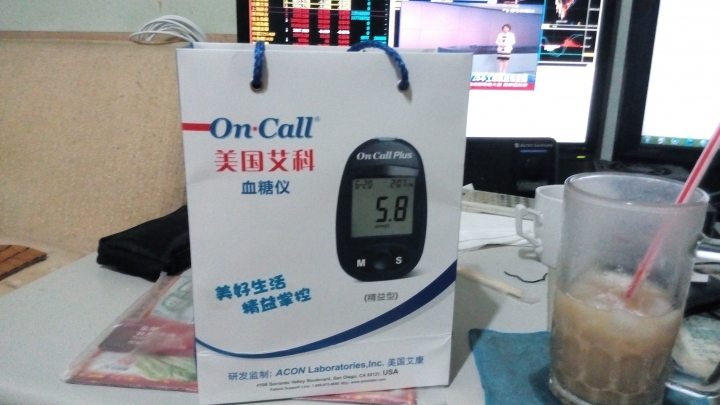 On·Call®
美国艾科
血糖仪
On Call Plus
5.8
M S
(精益型)
美好生活
精益掌控
研发监制: ACON Laboratories,Inc. 美国艾康
USA